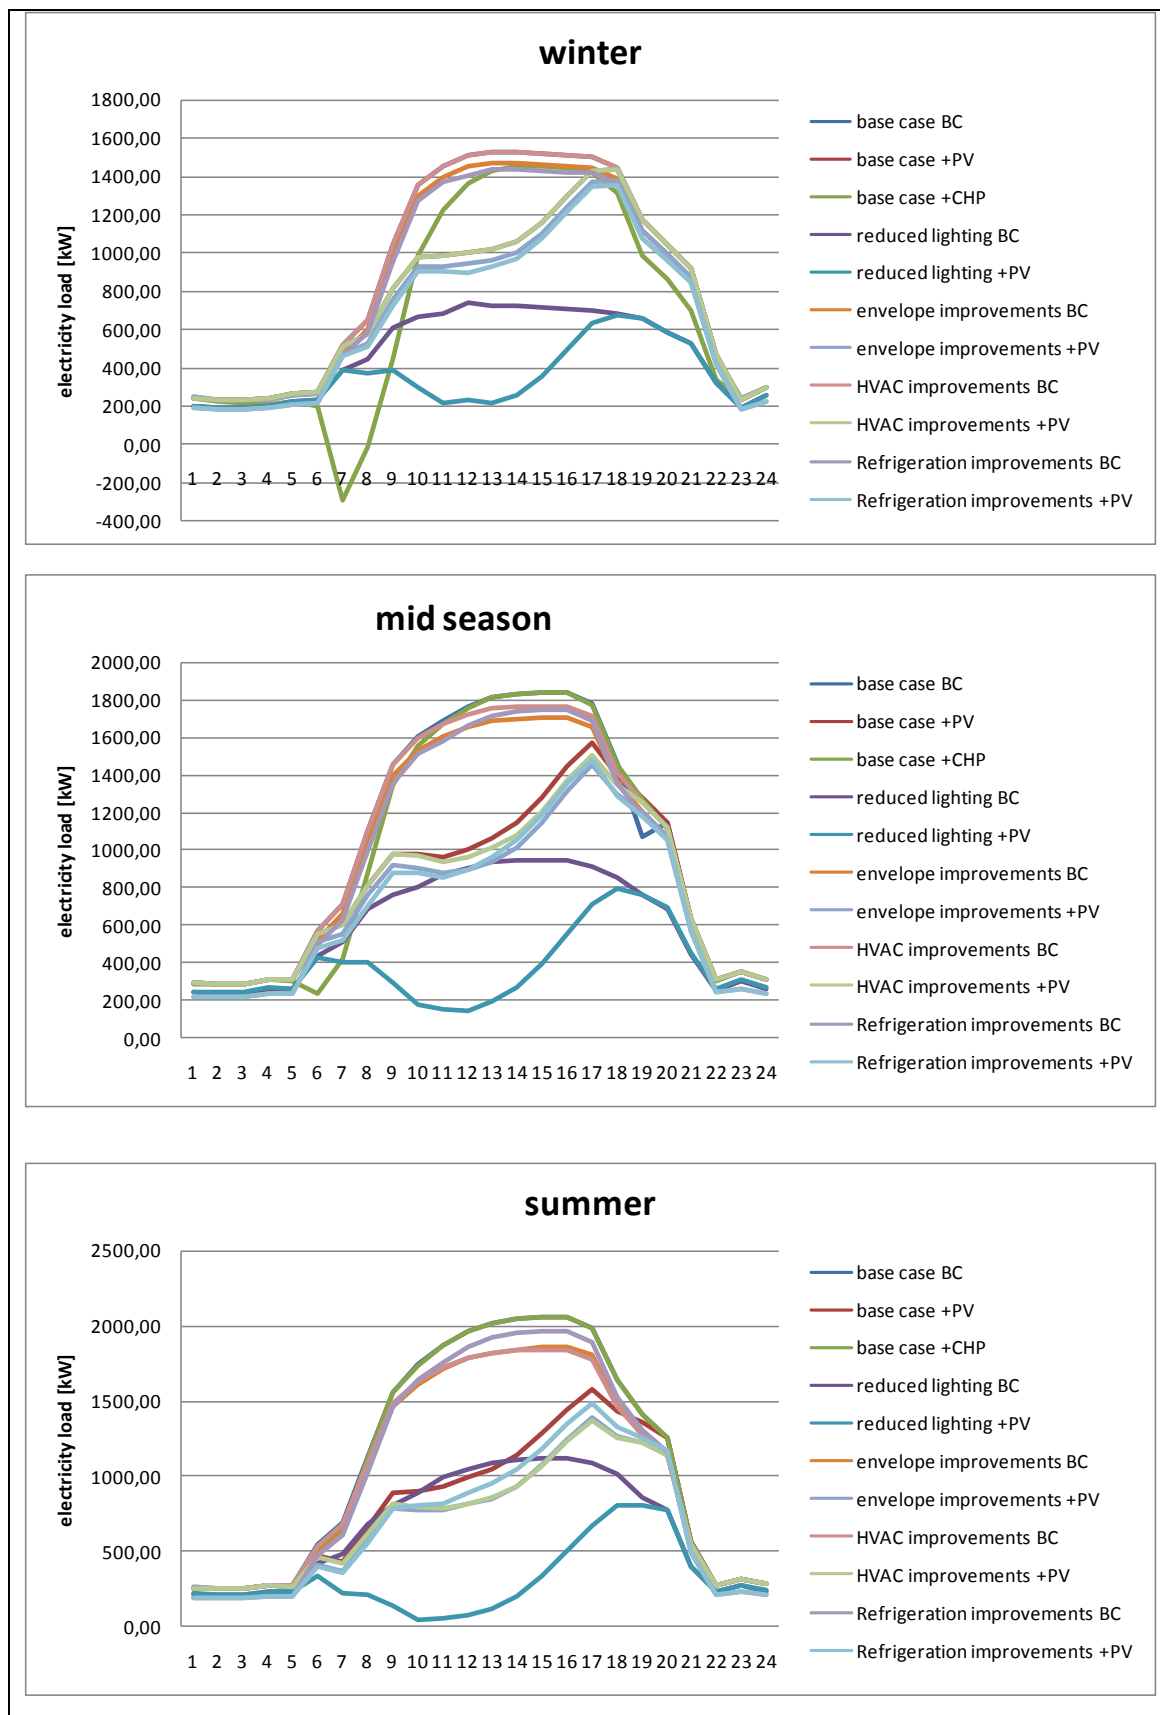 winter
1800,00
1600,00
1400,00
1200,00
1000,00
800,00
600,00
400,00
200,00
0,00
-200,00
-400,00
electricity load [kW]
1 2 3 4 5 6 7 8 9 10 11 12 13 14 15 16 17 18 19 20 21 22 23 24
base case BC
base case +PV
base case +CHP
reduced lighting BC
reduced lighting +PV
envelope improvements BC
envelope improvements +PV
HVAC improvements BC
HVAC improvements +PV
Refrigeration improvements BC
Refrigeration improvements +PV
mid season
2000,00
1800,00
1600,00
1400,00
1200,00
1000,00
800,00
600,00
400,00
200,00
0,00
electricity load [kW]
1 2 3 4 5 6 7 8 9 10 11 12 13 14 15 16 17 18 19 20 21 22 23 24
base case BC
base case +PV
base case +CHP
reduced lighting BC
reduced lighting +PV
envelope improvements BC
envelope improvements +PV
HVAC improvements BC
HVAC improvements +PV
Refrigeration improvements BC
Refrigeration improvements +PV
summer
2500,00
2000,00
1500,00
1000,00
500,00
0,00
electricity load [kW]
1 2 3 4 5 6 7 8 9 10 11 12 13 14 15 16 17 18 19 20 21 22 23 24
base case BC
base case +PV
base case +CHP
reduced lighting BC
reduced lighting +PV
envelope improvements BC
envelope improvements +PV
HVAC improvements BC
HVAC improvements +PV
Refrigeration improvements BC
Refrigeration improvements +PV